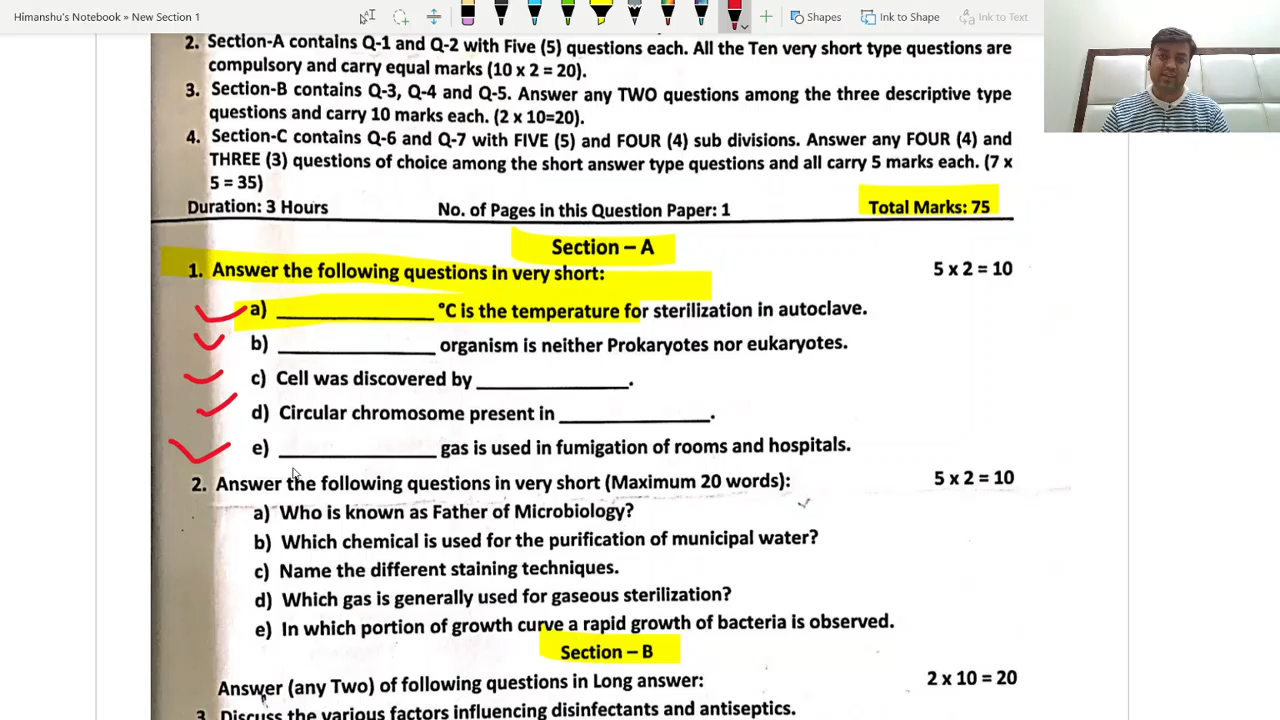 Himanshu's Notebook » New Section 1
Shapes
Ink to Shape
Ink to Text
2. Section-A contains Q-1 and Q-2 with Five (5) questions each. All the Ten very short type questions are
compulsory and carry equal marks (10 x 2 = 20).
3. Section-B contains Q-3, Q-4 and Q-5. Answer any TWO questions among the three descriptive type
questions and carry 10 marks each. (2 x 10=20).
4. Section-C contains Q-6 and Q-7 with FIVE (5) and FOUR (4) sub divisions. Answer any FOUR (4) and
THREE (3) questions of choice among the short answer type questions and all carry 5 marks each. (7 x
5 = 35)
Duration: 3 Hours No. of Pages in this Question Paper: 1 Total Marks: 75
Section – A
1. Answer the following questions in very short: 5 x 2 = 10
a) ______________ °C is the temperature for sterilization in autoclave.
b) ______________ organism is neither Prokaryotes nor eukaryotes.
c) Cell was discovered by ______________.
d) Circular chromosome present in ______________.
e) ______________ gas is used in fumigation of rooms and hospitals.
2. Answer the following questions in very short (Maximum 20 words): 5 x 2 = 10
a) Who is known as Father of Microbiology?
b) Which chemical is used for the purification of municipal water?
c) Name the different staining techniques.
d) Which gas is generally used for gaseous sterilization?
e) In which portion of growth curve a rapid growth of bacteria is observed.
Section – B
Answer (any Two) of following questions in Long answer: 2 x 10 = 20
3. Discuss the various factors influencing disinfectants and antiseptics.